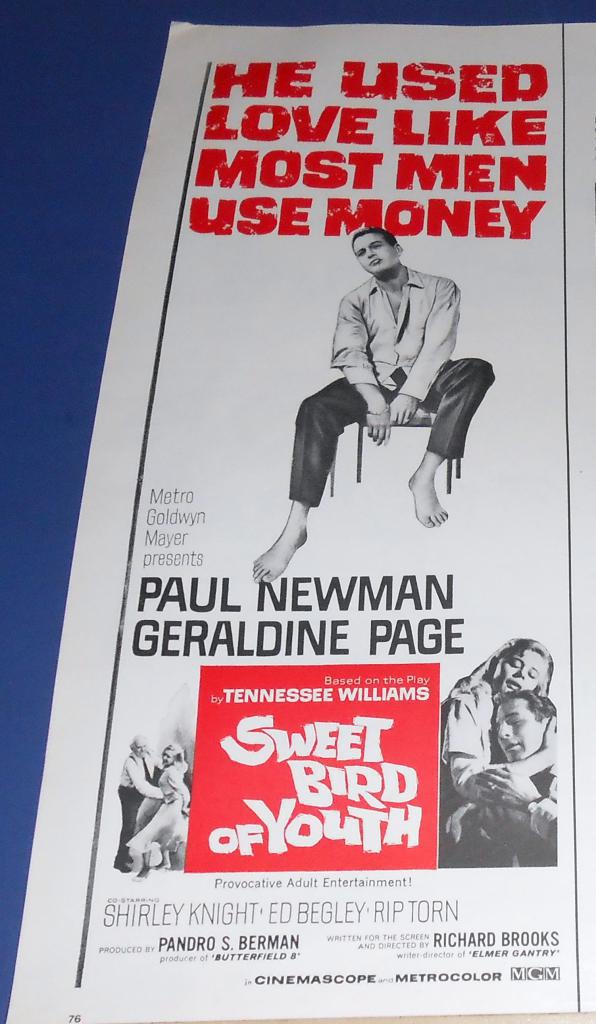 HE USED
LOVE LIKE
MOST MEN
USE MONEY
Metro
Goldwyn
Mayer
presents
PAUL NEWMAN
GERALDINE PAGE
Based on the Play
by TENNESSEE WILLIAMS
SWEET
BIRD
OF YOUTH
Provocative Adult Entertainment!
CO-STARRING
SHIRLEY KNIGHT · ED BEGLEY · RIP TORN
PRODUCED BY PANDRO S. BERMAN
producer of 'BUTTERFIELD 8'
WRITTEN FOR THE SCREEN
AND DIRECTED BY RICHARD BROOKS
writer-director of 'ELMER GANTRY'
in CINEMASCOPE and METROCOLOR MGM
76